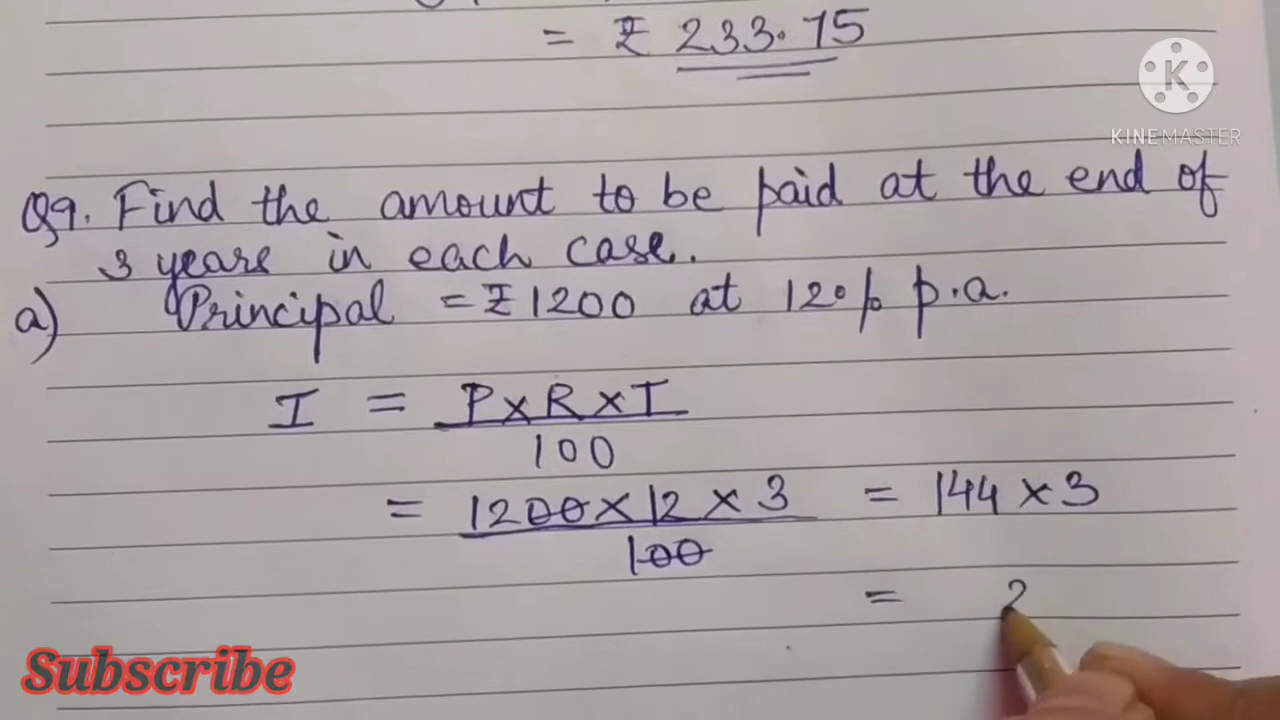 = ₹ 233.75
K
KINEMASTER
Q9. Find the amount to be paid at the end of
3 years in each case.
a) Principal = ₹1200 at 12% p.a.
I = P×R×T
100
= 1200×12×3 = 144×3
100
= 2
Subscribe